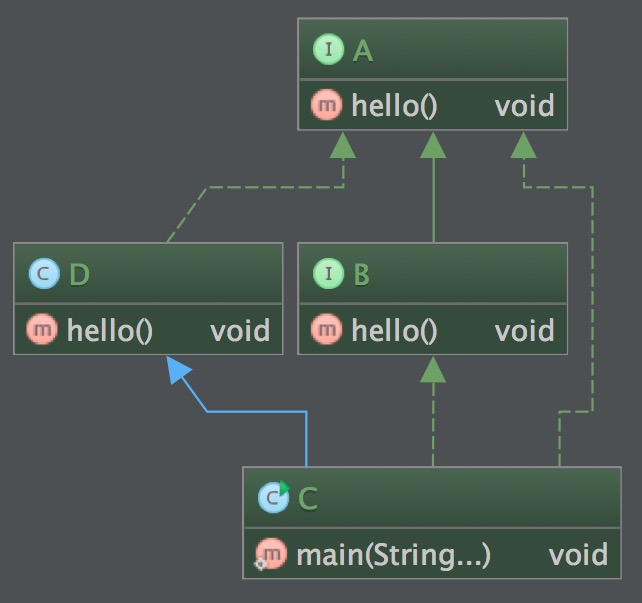 I A
m hello() void
C D
m hello() void
I B
m hello() void
C C
m main(String...) void